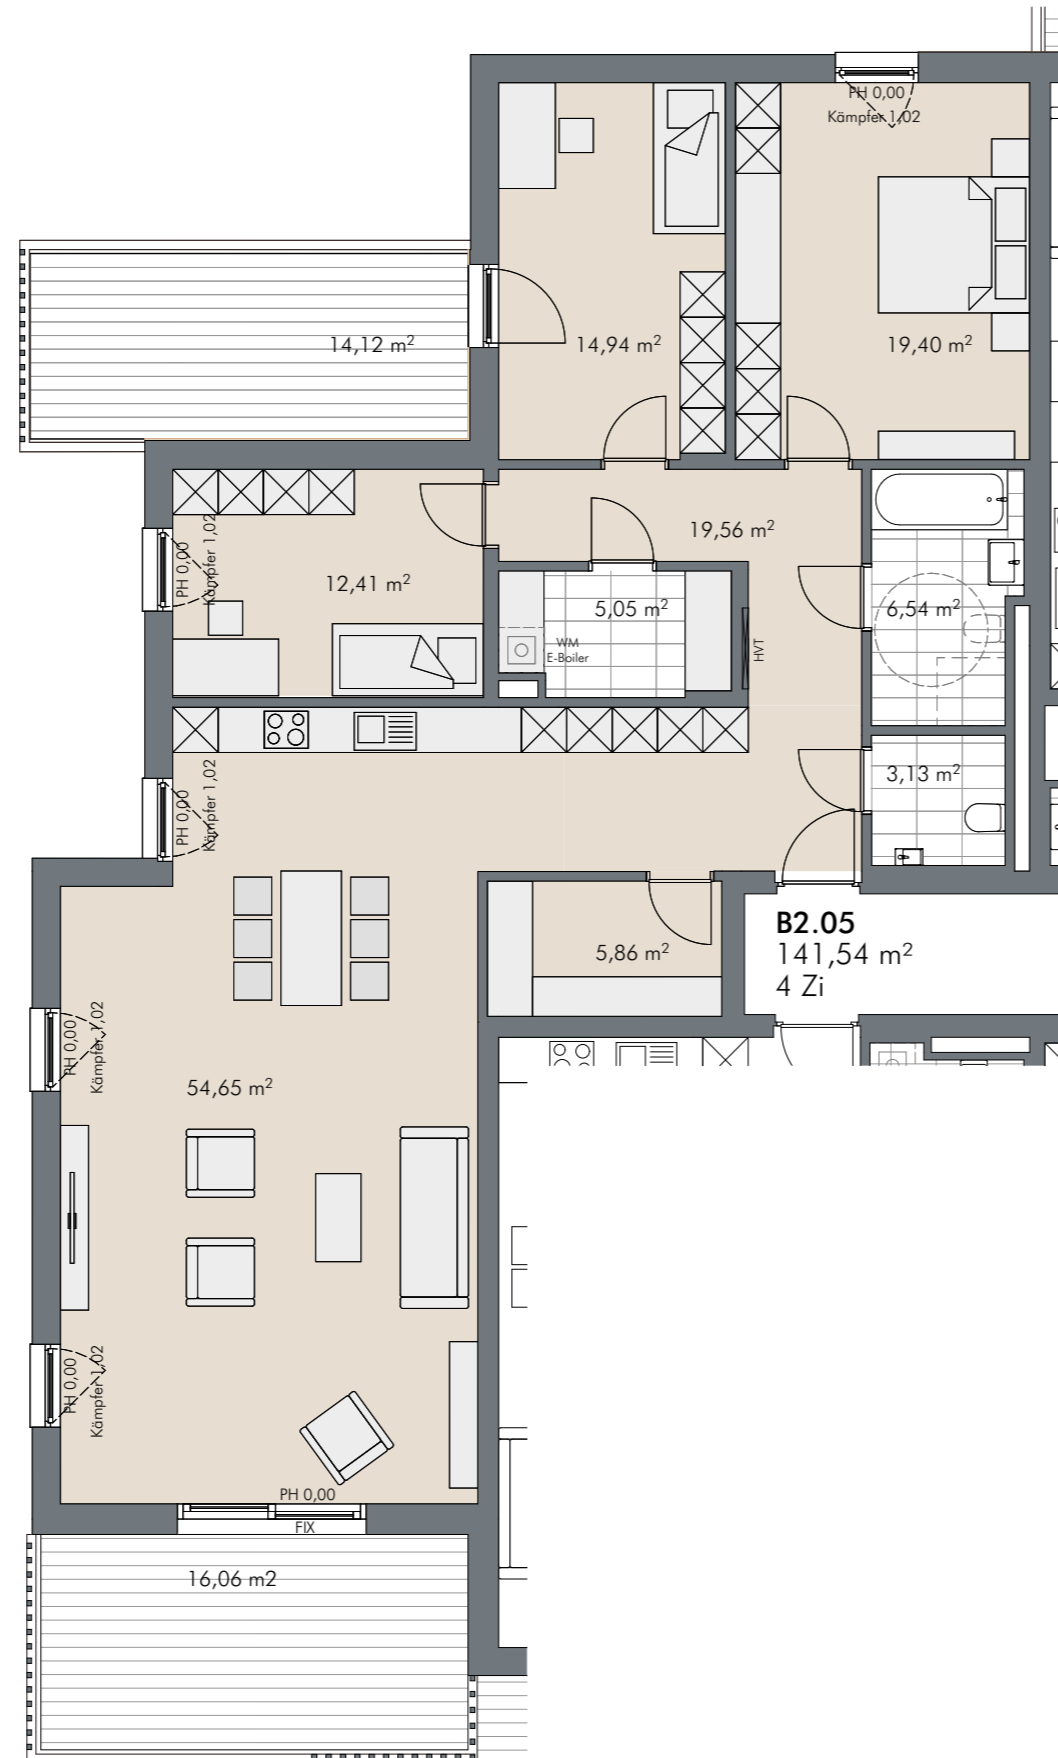 PH 0,00
Kämpfer 1,02
14,12 m²
14,94 m²
19,40 m²
19,56 m²
PH 0,00
Kämpfer 1,02
12,41 m²
5,05 m²
6,54 m²
WM
E-Boiler
HVT
PH 0,00
Kämpfer 1,02
3,13 m²
B2.05
141,54 m²
4 Zi
5,86 m²
PH 0,00
Kämpfer 1,02
54,65 m²
PH 0,00
Kämpfer 1,02
PH 0,00
FIX
16,06 m2